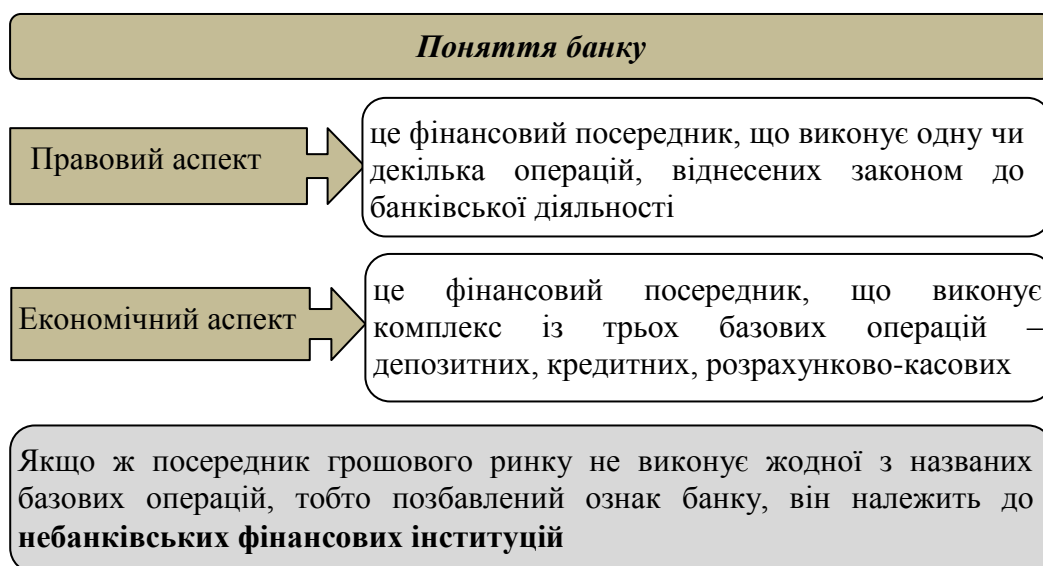 Поняття банку
Правовий аспект
це фінансовий посередник, що виконує одну чи
декілька операцій, віднесених законом до
банківської діяльності
Економічний аспект
це фінансовий посередник, що виконує
комплекс із трьох базових операцій –
депозитних, кредитних, розрахунково-касових
Якщо ж посередник грошового ринку не виконує жодної з названих
базових операцій, тобто позбавлений ознак банку, він належить до
небанківських фінансових інституцій